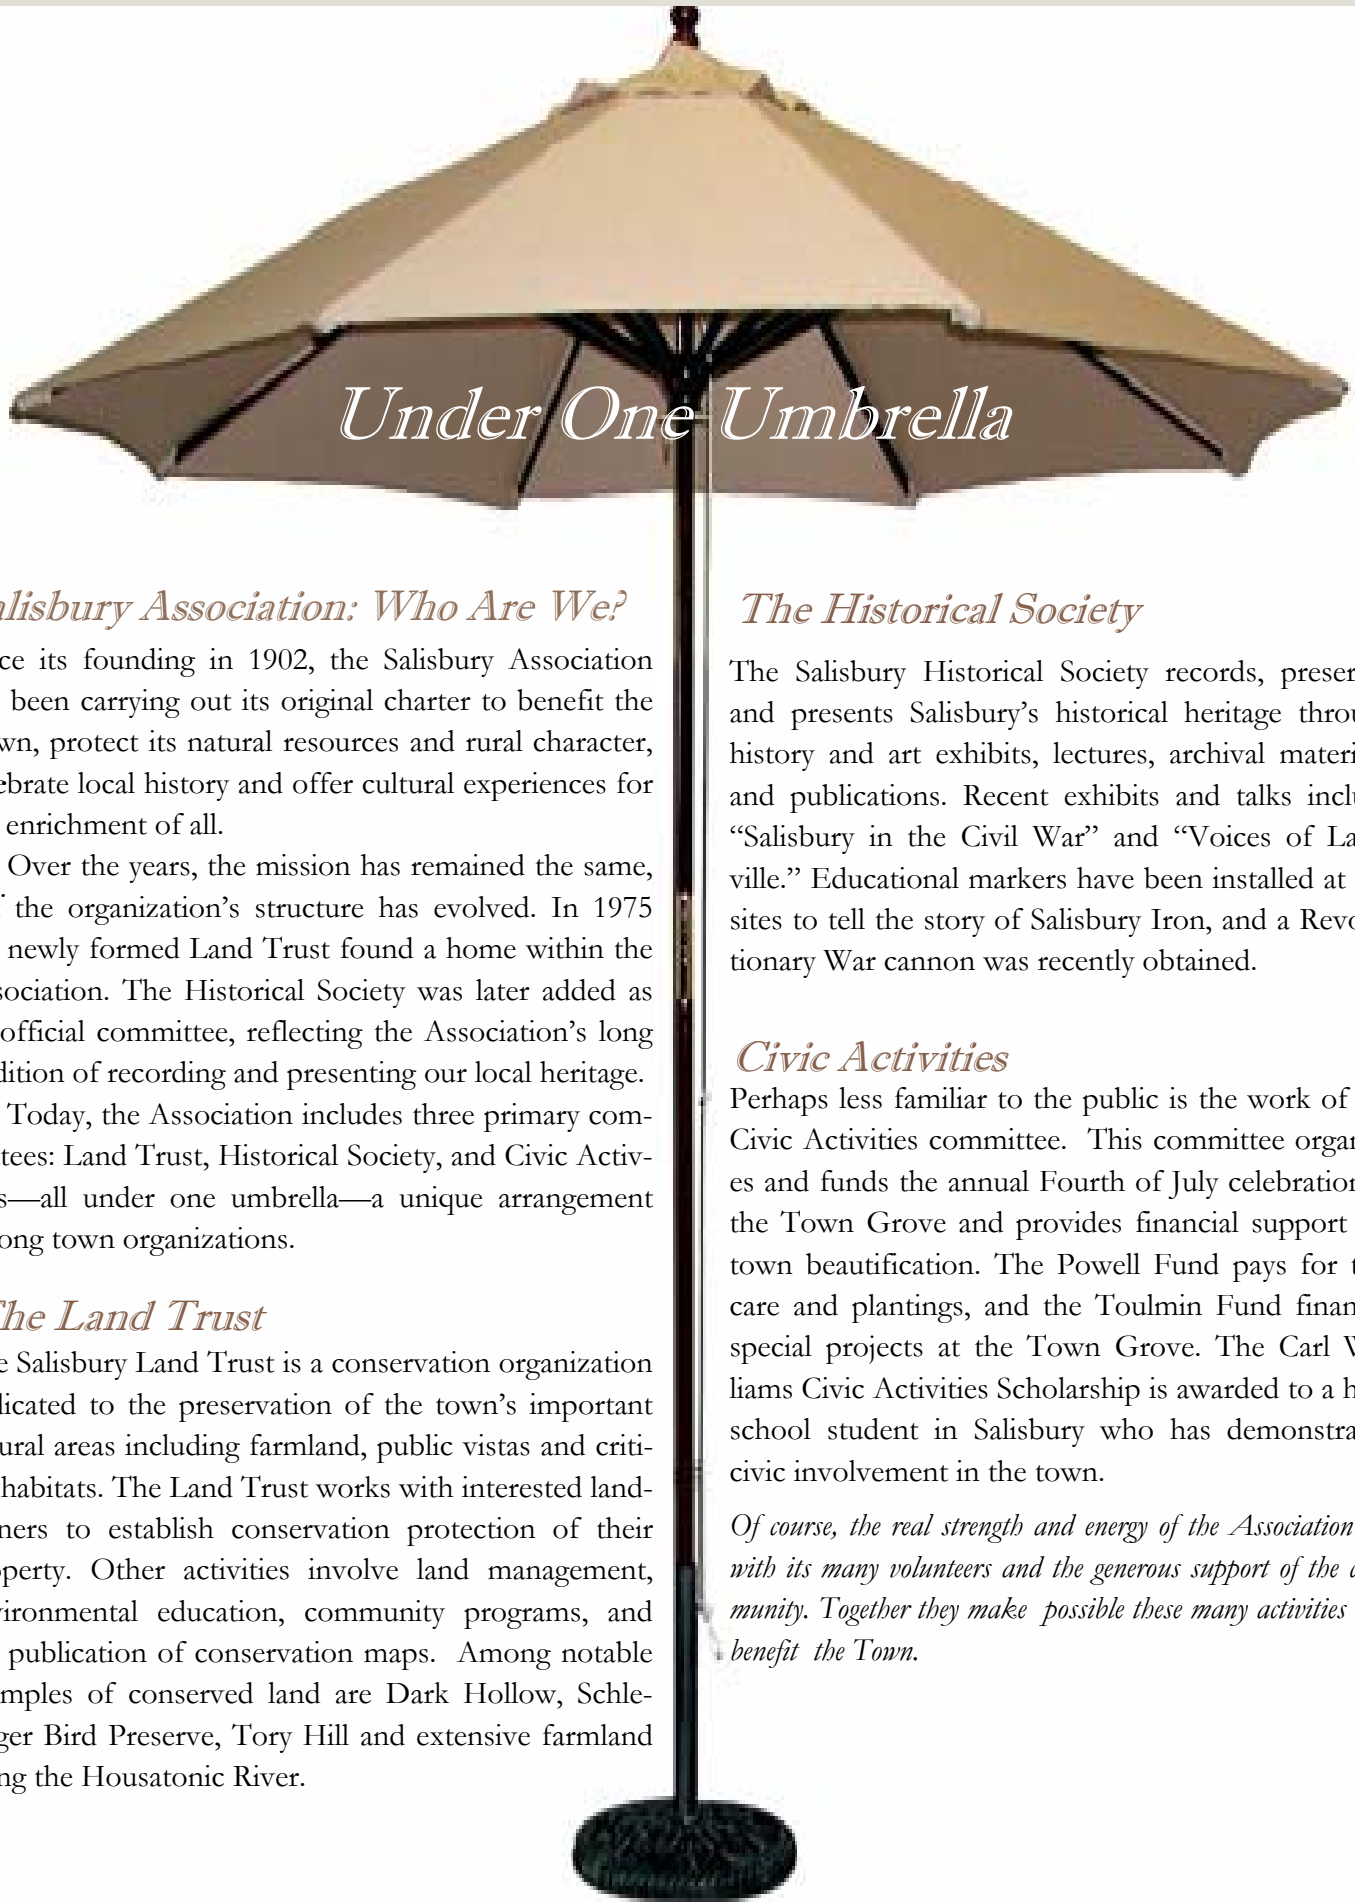 Under One Umbrella
alisbury Association: Who Are We?
ce its founding in 1902, the Salisbury Association
been carrying out its original charter to benefit the
wn, protect its natural resources and rural character,
ebrate local history and offer cultural experiences for
enrichment of all.
Over the years, the mission has remained the same,
the organization’s structure has evolved. In 1975
newly formed Land Trust found a home within the
sociation. The Historical Society was later added as
official committee, reflecting the Association’s long
dition of recording and presenting our local heritage.
Today, the Association includes three primary com-
tees: Land Trust, Historical Society, and Civic Activ-
s—all under one umbrella—a unique arrangement
ong town organizations.
The Land Trust
e Salisbury Land Trust is a conservation organization
dicated to the preservation of the town’s important
ural areas including farmland, public vistas and criti-
habitats. The Land Trust works with interested land-
ners to establish conservation protection of their
operty. Other activities involve land management,
vironmental education, community programs, and
publication of conservation maps. Among notable
mples of conserved land are Dark Hollow, Schle-
ger Bird Preserve, Tory Hill and extensive farmland
ng the Housatonic River.
The Historical Society
The Salisbury Historical Society records, preser
and presents Salisbury’s historical heritage throu
history and art exhibits, lectures, archival materi
and publications. Recent exhibits and talks inclu
“Salisbury in the Civil War” and “Voices of La
ville.” Educational markers have been installed at
sites to tell the story of Salisbury Iron, and a Revo
tionary War cannon was recently obtained.
Civic Activities
Perhaps less familiar to the public is the work of
Civic Activities committee. This committee organ
es and funds the annual Fourth of July celebration
the Town Grove and provides financial support
town beautification. The Powell Fund pays for t
care and plantings, and the Toulmin Fund finan
special projects at the Town Grove. The Carl W
liams Civic Activities Scholarship is awarded to a h
school student in Salisbury who has demonstra
civic involvement in the town.
Of course, the real strength and energy of the Association
with its many volunteers and the generous support of the c
munity. Together they make possible these many activities
benefit the Town.